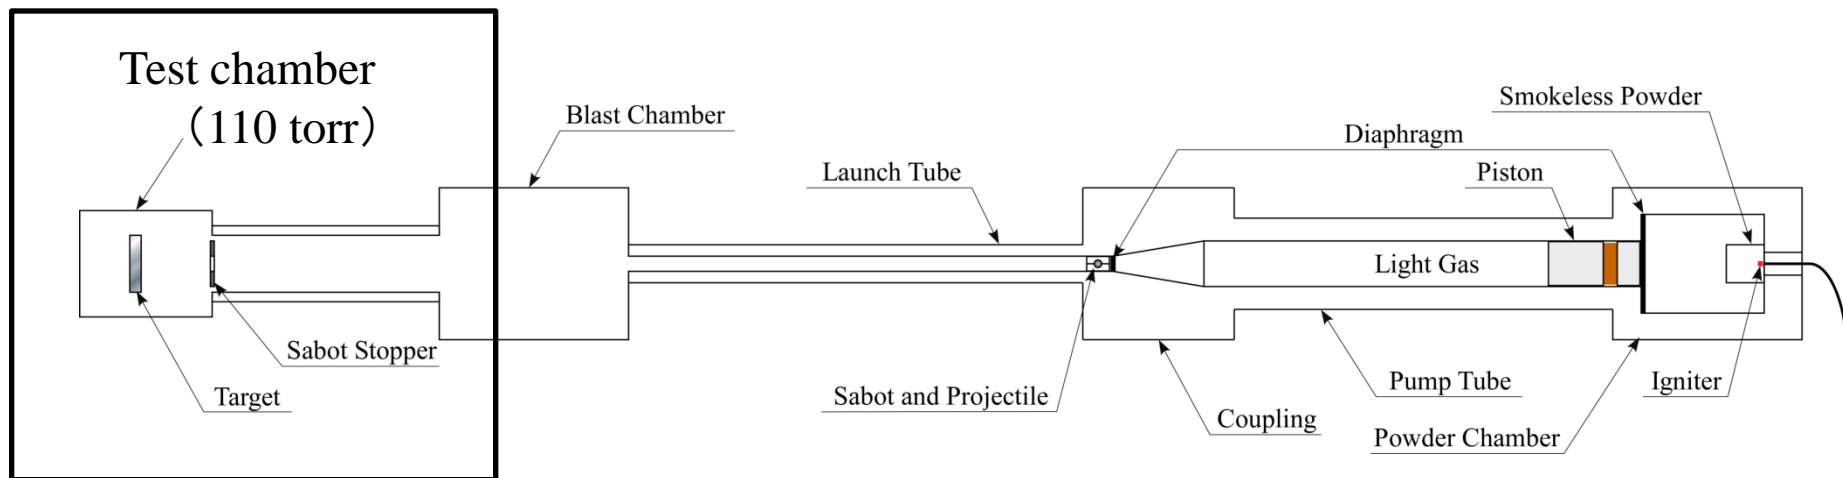 Test chamber
（110 torr）
Blast Chamber
Smokeless Powder
Diaphragm
Launch Tube
Piston
Light Gas
Sabot Stopper
Target
Sabot and Projectile
Coupling
Pump Tube
Igniter
Powder Chamber